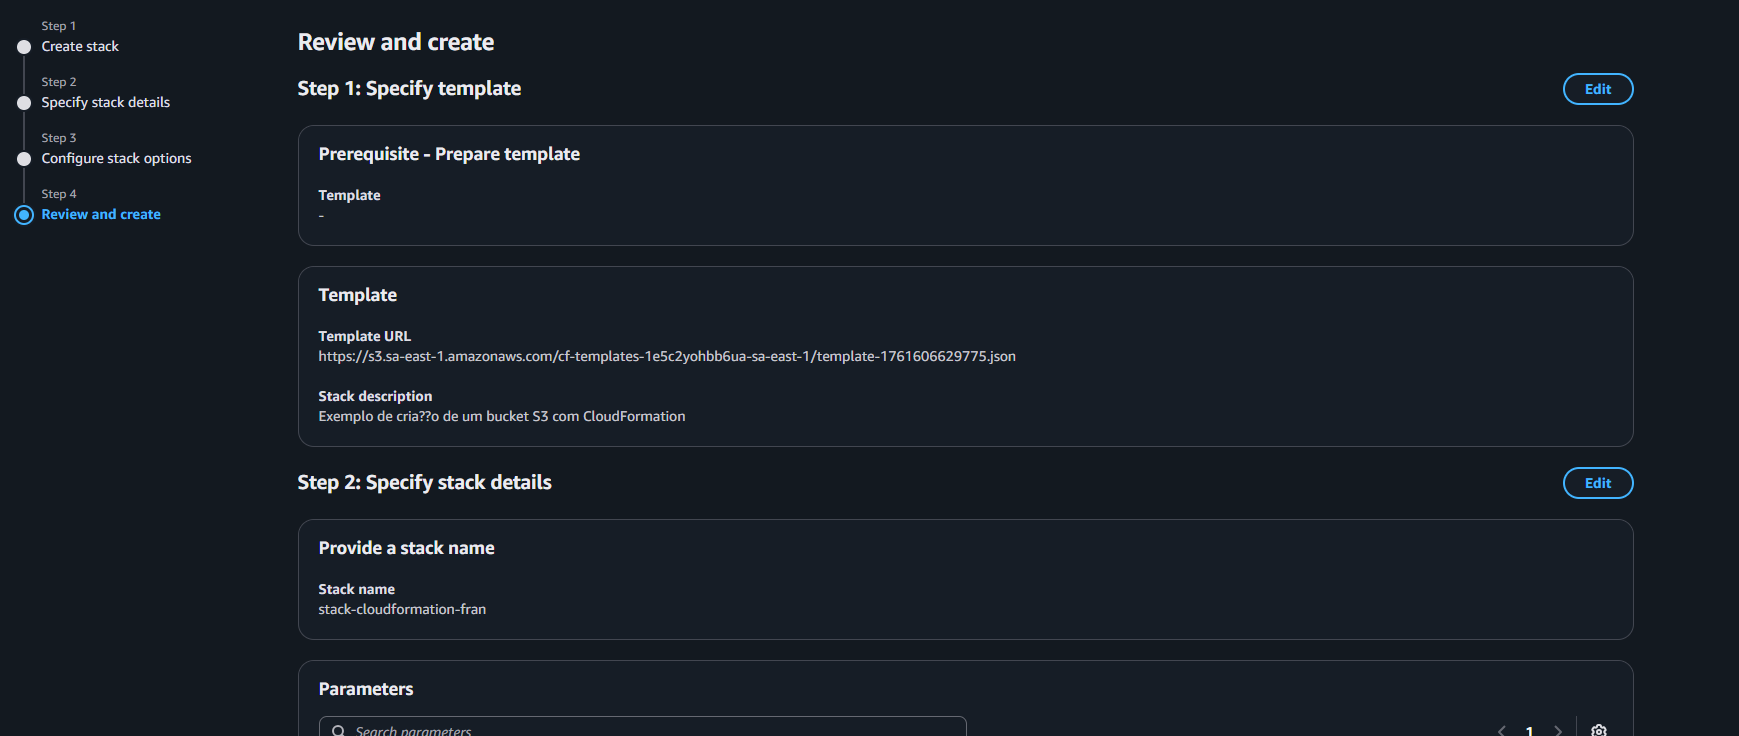 Step 1
Create stack
Step 2
Specify stack details
Step 3
Configure stack options
Step 4
Review and create
Review and create
Step 1: Specify template
Edit
Prerequisite - Prepare template
Template
-
Template
Template URL
https://s3.sa-east-1.amazonaws.com/cf-templates-1e5c2yohbb6ua-sa-east-1/template-1761606629775.json
Stack description
Exemplo de cria??o de um bucket S3 com CloudFormation
Step 2: Specify stack details
Edit
Provide a stack name
Stack name
stack-cloudformation-fran
Parameters
Search parameters
1